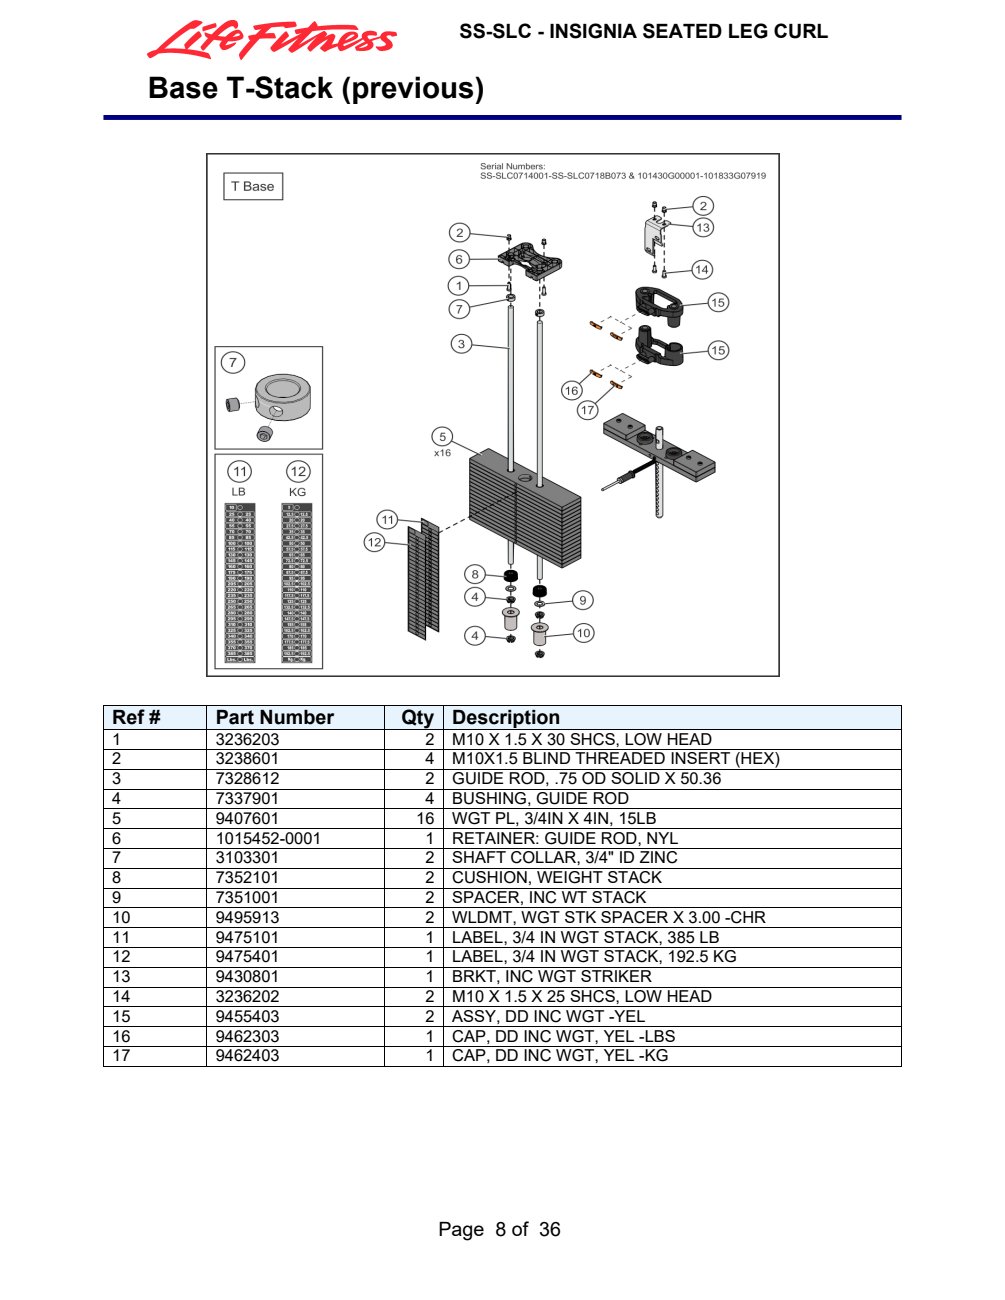 Life Fitness
SS-SLC - INSIGNIA SEATED LEG CURL
Base T-Stack (previous)
Serial Numbers:
SS-SLC0714001-SS-SLC0718B073 & 101430G00001-101833G07919
T Base
2
13
14
15
15
16
17
2
6
1
7
3
5
x16
7
11
12
LB
KG
11
12
8
4
9
4
10
Ref # Part Number Qty Description
1 3236203 2 M10 X 1.5 X 30 SHCS, LOW HEAD
2 3238601 4 M10X1.5 BLIND THREADED INSERT (HEX)
3 7328612 2 GUIDE ROD, .75 OD SOLID X 50.36
4 7337901 4 BUSHING, GUIDE ROD
5 9407601 16 WGT PL, 3/4IN X 4IN, 15LB
6 1015452-0001 1 RETAINER: GUIDE ROD, NYL
7 3103301 2 SHAFT COLLAR, 3/4" ID ZINC
8 7352101 2 CUSHION, WEIGHT STACK
9 7351001 2 SPACER, INC WT STACK
10 9495913 2 WLDMT, WGT STK SPACER X 3.00 -CHR
11 9475101 1 LABEL, 3/4 IN WGT STACK, 385 LB
12 9475401 1 LABEL, 3/4 IN WGT STACK, 192.5 KG
13 9430801 1 BRKT, INC WGT STRIKER
14 3236202 2 M10 X 1.5 X 25 SHCS, LOW HEAD
15 9455403 2 ASSY, DD INC WGT -YEL
16 9462303 1 CAP, DD INC WGT, YEL -LBS
17 9462403 1 CAP, DD INC WGT, YEL -KG
Page 8 of 36